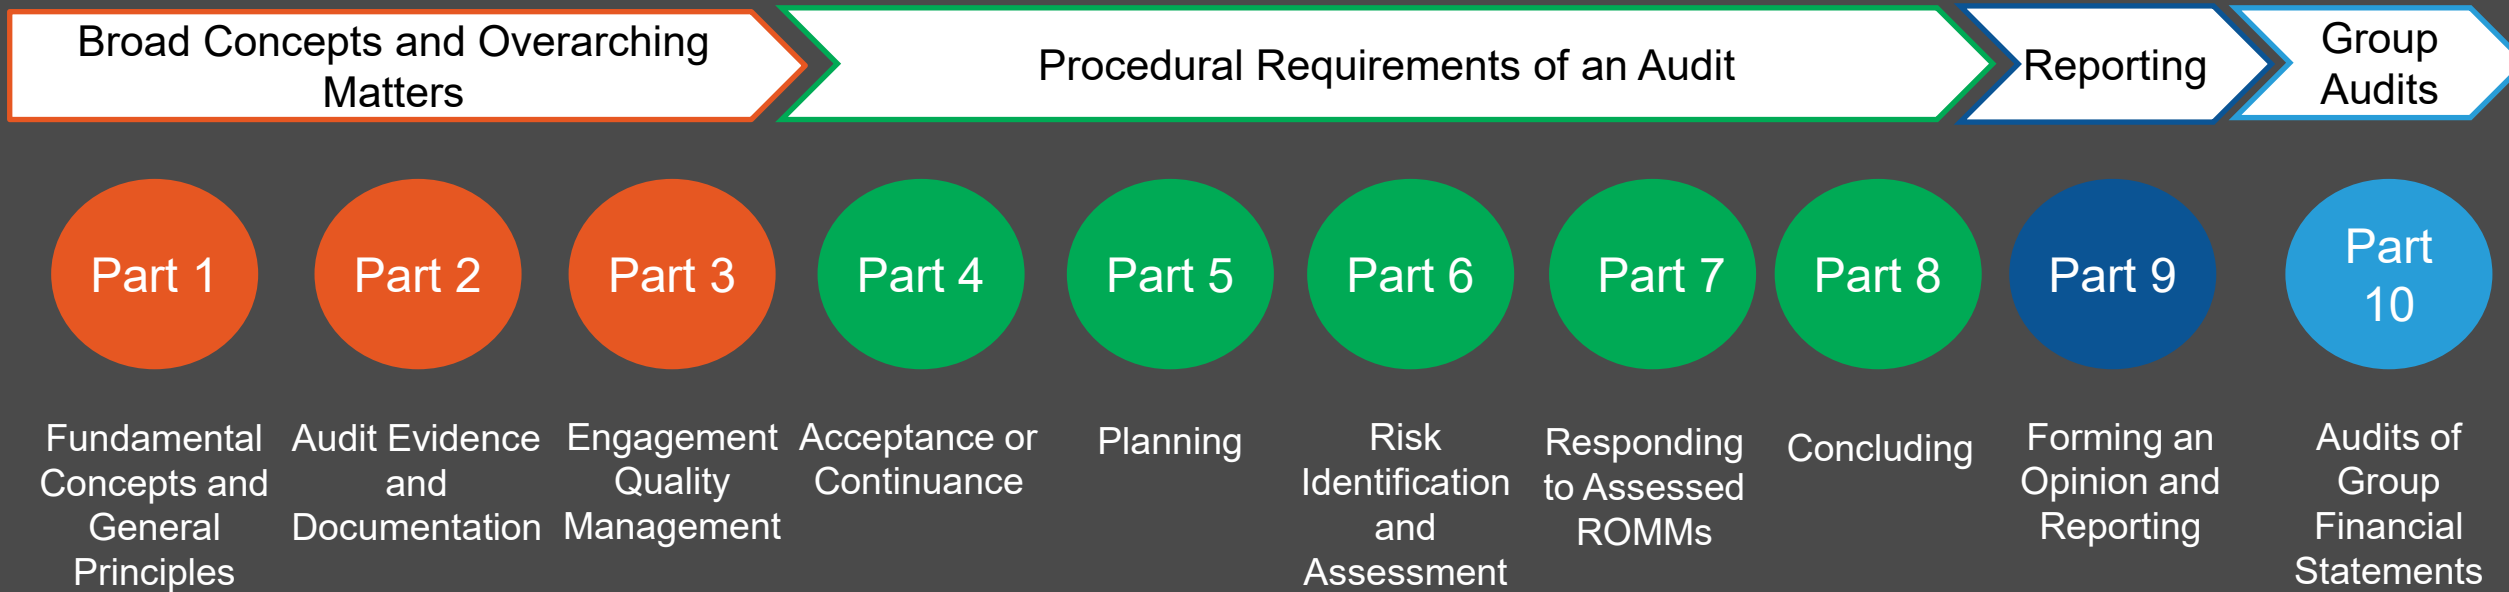 Broad Concepts and Overarching
Matters
Procedural Requirements of an Audit
Reporting
Group
Audits
Part 1
Part 2
Part 3
Part 4
Part 5
Part 6
Part 7
Part 8
Part 9
Part
10
Fundamental
Concepts and
General
Principles
Audit Evidence
and
Documentation
Engagement
Quality
Management
Acceptance or
Continuance
Planning
Risk
Identification
and
Assessment
Responding
to Assessed
ROMMs
Concluding
Forming an
Opinion and
Reporting
Audits of
Group
Financial
Statements